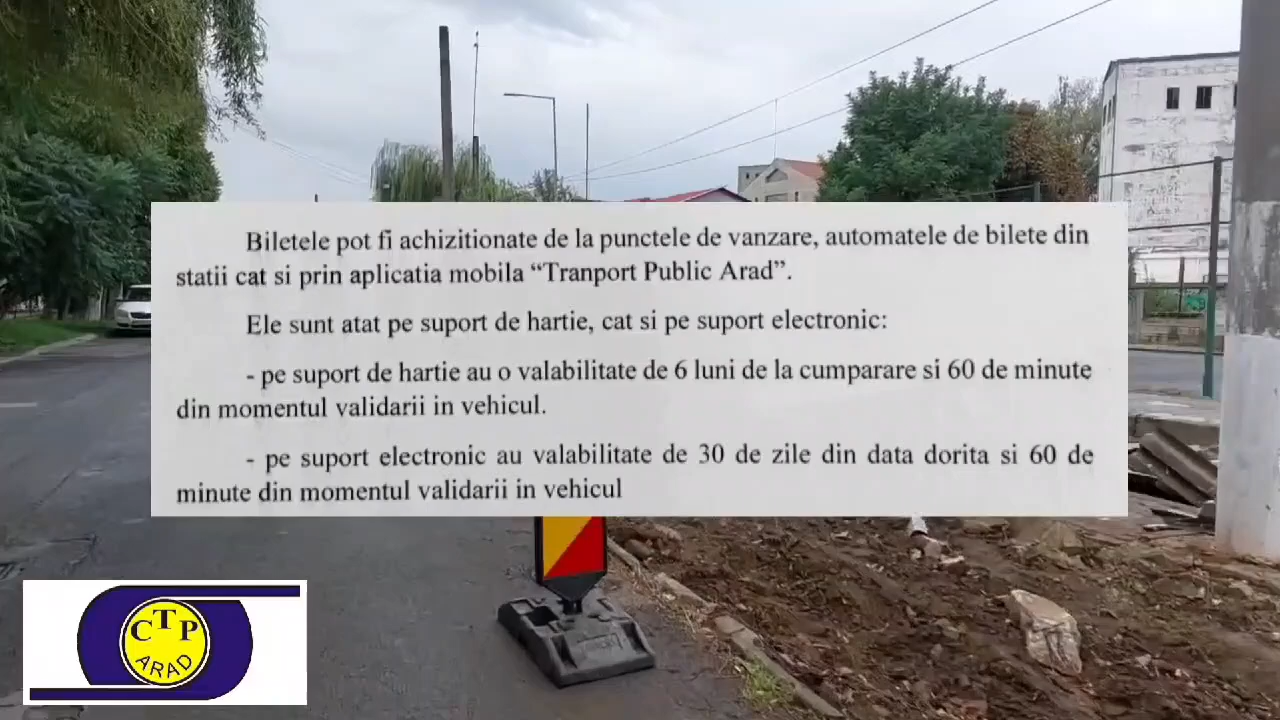 Biletele pot fi achizitionate de la punctele de vanzare, automatele de bilete din
statii cat si prin aplicatia mobila “Tranport Public Arad”.
Ele sunt atat pe suport de hartie, cat si pe suport electronic:
- pe suport de hartie au o valabilitate de 6 luni de la cumparare si 60 de minute
din momentul validarii in vehicul.
- pe suport electronic au valabilitate de 30 de zile din data dorita si 60 de
minute din momentul validarii in vehicul
CTP
ARAD